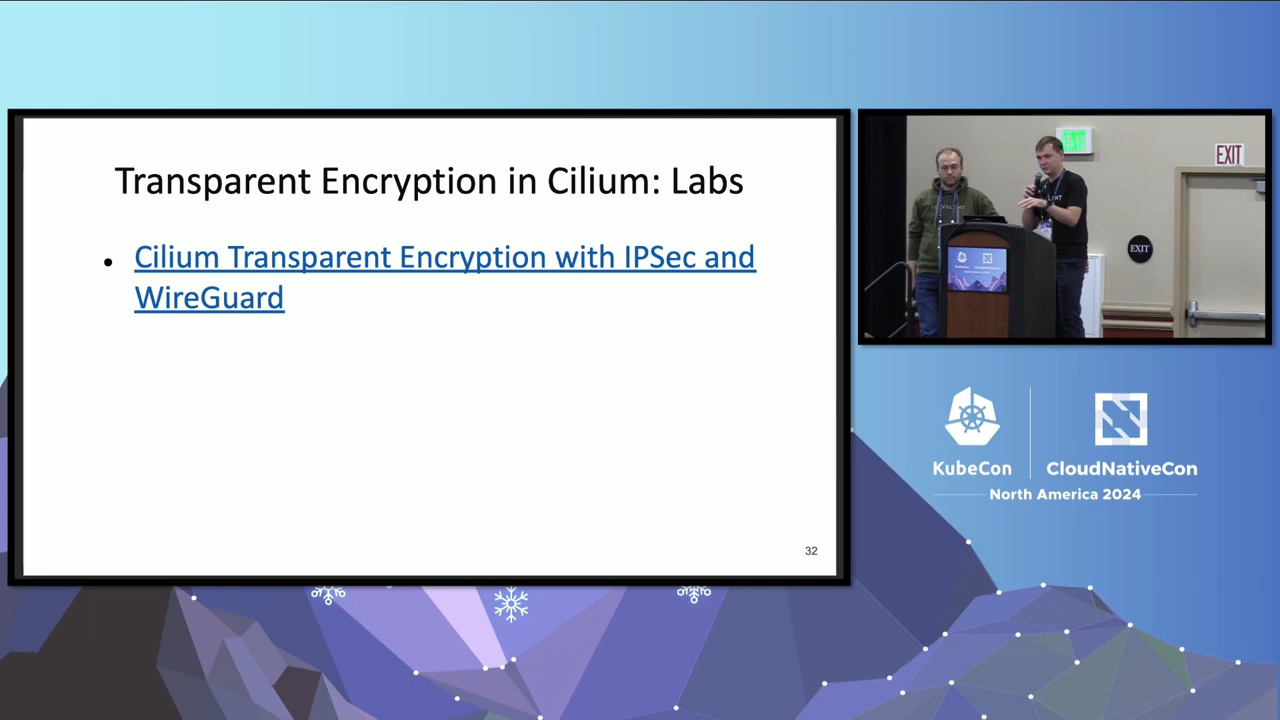 Transparent Encryption in Cilium: Labs
• Cilium Transparent Encryption with IPSec and
WireGuard
32
EXIT
EXIT
KubeCon
CloudNativeCon
North America 2024